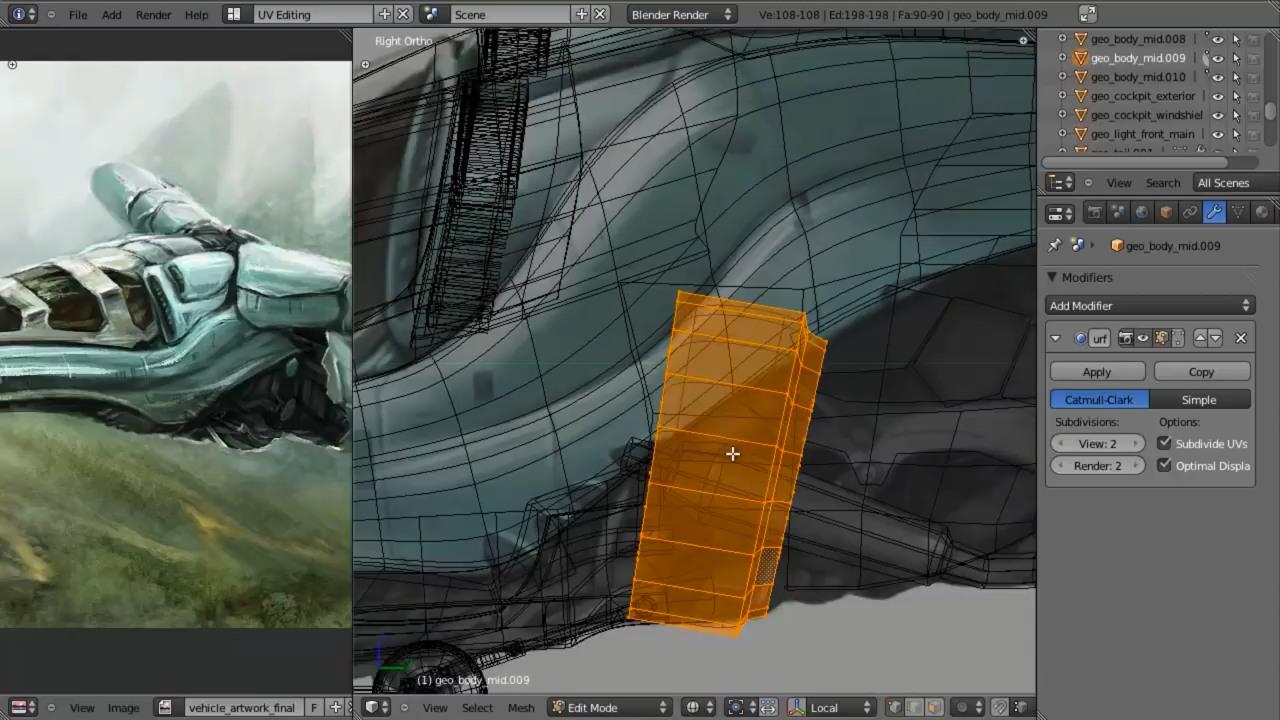 File Add Render Help UV Editing Scene Blender Render Ve:108-108 | Ed:198-198 | Fa:90-90 | geo_body_mid.009
Right Ortho
geo_body_mid.008
geo_body_mid.009
geo_body_mid.010
geo_cockpit_exterior
geo_cockpit_windshiel
geo_light_front_main
View Search All Scenes
geo_body_mid.009
Modifiers
Add Modifier
urf
Apply Copy
Catmull-Clark Simple
Subdivisions: Options:
View: 2 Subdivide UVs
Render: 2 Optimal Displa
(1) geo_body_mid.009
View Image vehicle_artwork_final F View Select Mesh Edit Mode Local